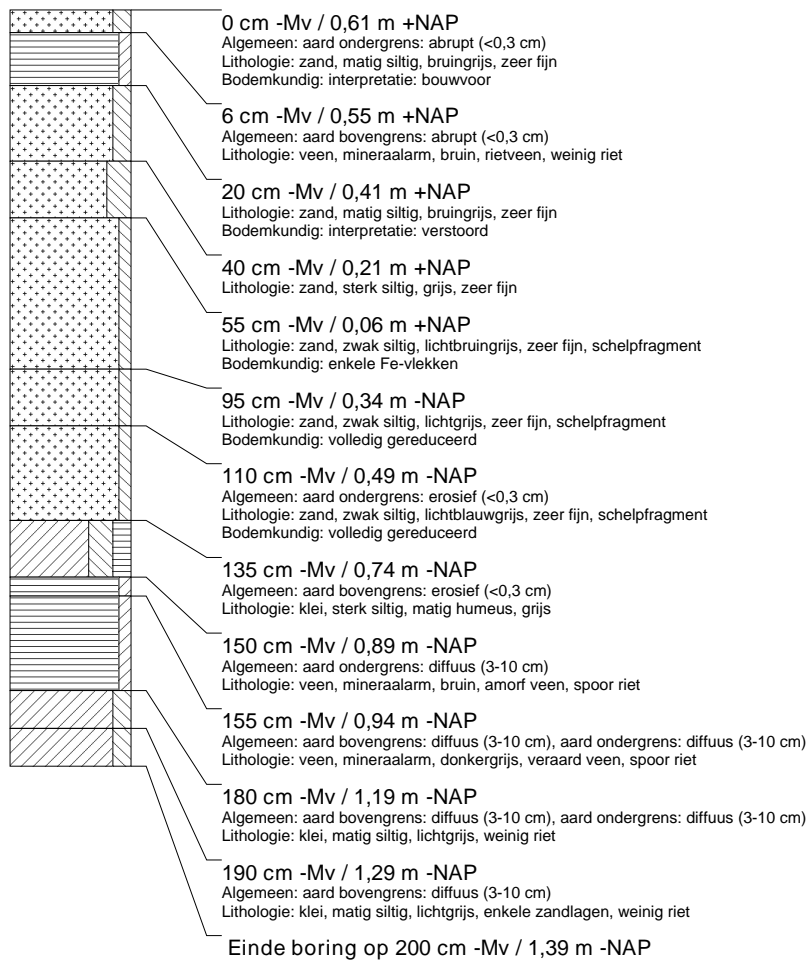 0 cm -Mv / 0,61 m +NAP
Algemeen: aard ondergrens: abrupt (<0,3 cm)
Lithologie: zand, matig siltig, bruingrijs, zeer fijn
Bodemkundig: interpretatie: bouwvoor
6 cm -Mv / 0,55 m +NAP
Algemeen: aard bovengrens: abrupt (<0,3 cm)
Lithologie: veen, mineraalarm, bruin, rietveen, weinig riet
20 cm -Mv / 0,41 m +NAP
Lithologie: zand, matig siltig, bruingrijs, zeer fijn
Bodemkundig: interpretatie: verstoord
40 cm -Mv / 0,21 m +NAP
Lithologie: zand, sterk siltig, grijs, zeer fijn
55 cm -Mv / 0,06 m +NAP
Lithologie: zand, zwak siltig, lichtbruingrijs, zeer fijn, schelpfragment
Bodemkundig: enkele Fe-vlekken
95 cm -Mv / 0,34 m -NAP
Lithologie: zand, zwak siltig, lichtgrijs, zeer fijn, schelpfragment
Bodemkundig: volledig gereduceerd
110 cm -Mv / 0,49 m -NAP
Algemeen: aard ondergrens: erosief (<0,3 cm)
Lithologie: zand, zwak siltig, lichtblauwgrijs, zeer fijn, schelpfragment
Bodemkundig: volledig gereduceerd
135 cm -Mv / 0,74 m -NAP
Algemeen: aard bovengrens: erosief (<0,3 cm)
Lithologie: klei, sterk siltig, matig humeus, grijs
150 cm -Mv / 0,89 m -NAP
Algemeen: aard ondergrens: diffuus (3-10 cm)
Lithologie: veen, mineraalarm, bruin, amorf veen, spoor riet
155 cm -Mv / 0,94 m -NAP
Algemeen: aard bovengrens: diffuus (3-10 cm), aard ondergrens: diffuus (3-10 cm)
Lithologie: veen, mineraalarm, donkergrijs, veraard veen, spoor riet
180 cm -Mv / 1,19 m -NAP
Algemeen: aard bovengrens: diffuus (3-10 cm), aard ondergrens: diffuus (3-10 cm)
Lithologie: klei, matig siltig, lichtgrijs, weinig riet
190 cm -Mv / 1,29 m -NAP
Algemeen: aard bovengrens: diffuus (3-10 cm)
Lithologie: klei, matig siltig, lichtgrijs, enkele zandlagen, weinig riet
Einde boring op 200 cm -Mv / 1,39 m -NAP